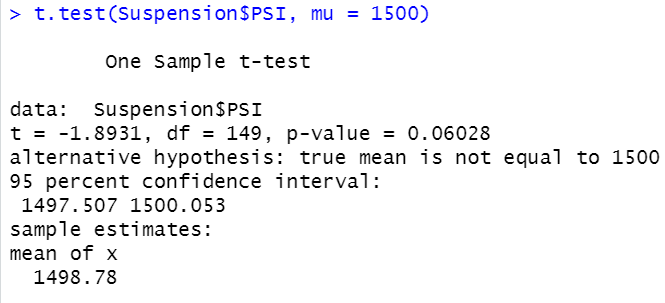 > t.test(Suspension$PSI, mu = 1500)
One Sample t-test
data:  Suspension$PSI
t = -1.8931, df = 149, p-value = 0.06028
alternative hypothesis: true mean is not equal to 1500
95 percent confidence interval:
1497.507 1500.053
sample estimates:
mean of x
1498.78